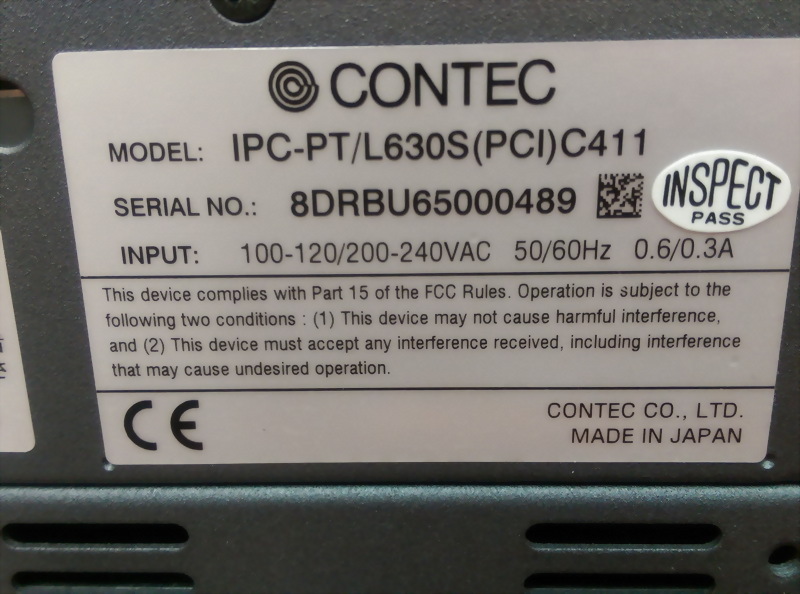 CONTEC
MODEL: IPC-PT/L630S(PCI)C411
SERIAL NO.: 8DRBU65000489
INSPECT
PASS
INPUT: 100-120/200-240VAC 50/60Hz 0.6/0.3A
This device complies with Part 15 of the FCC Rules. Operation is subject to the
following two conditions : (1) This device may not cause harmful interference,
and (2) This device must accept any interference received, including interference
that may cause undesired operation.
CE
CONTEC CO., LTD.
MADE IN JAPAN